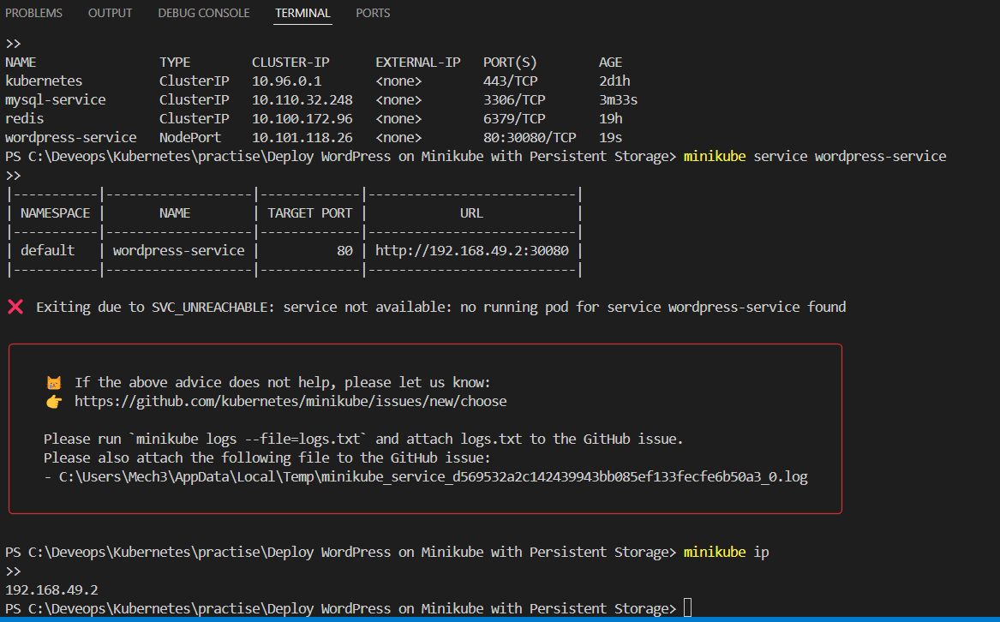 PROBLEMS OUTPUT DEBUG CONSOLE TERMINAL PORTS
>>
NAME TYPE CLUSTER-IP EXTERNAL-IP PORT(S) AGE
kubernetes ClusterIP 10.96.0.1 <none> 443/TCP 2d1h
mysql-service ClusterIP 10.110.32.248 <none> 3306/TCP 3m33s
redis ClusterIP 10.100.172.96 <none> 6379/TCP 19h
wordpress-service NodePort 10.101.118.26 <none> 80:30080/TCP 19s
PS C:\Deveops\Kubernetes\practise\Deploy WordPress on Minikube with Persistent Storage> minikube service wordpress-service
>>
|-----------|-------------------|-------------|---------------------------|
| NAMESPACE | NAME | TARGET PORT | URL |
|-----------|-------------------|-------------|---------------------------|
| default | wordpress-service | 80 | http://192.168.49.2:30080 |
|-----------|-------------------|-------------|---------------------------|
❌ Exiting due to SVC_UNREACHABLE: service not available: no running pod for service wordpress-service found
😿 If the above advice does not help, please let us know:
👉 https://github.com/kubernetes/minikube/issues/new/choose
Please run `minikube logs --file=logs.txt` and attach logs.txt to the GitHub issue.
Please also attach the following file to the GitHub issue:
- C:\Users\Mech3\AppData\Local\Temp\minikube_service_d569532a2c142439943bb085ef133fecfe6b50a3_0.log
PS C:\Deveops\Kubernetes\practise\Deploy WordPress on Minikube with Persistent Storage> minikube ip
>>
192.168.49.2
PS C:\Deveops\Kubernetes\practise\Deploy WordPress on Minikube with Persistent Storage>